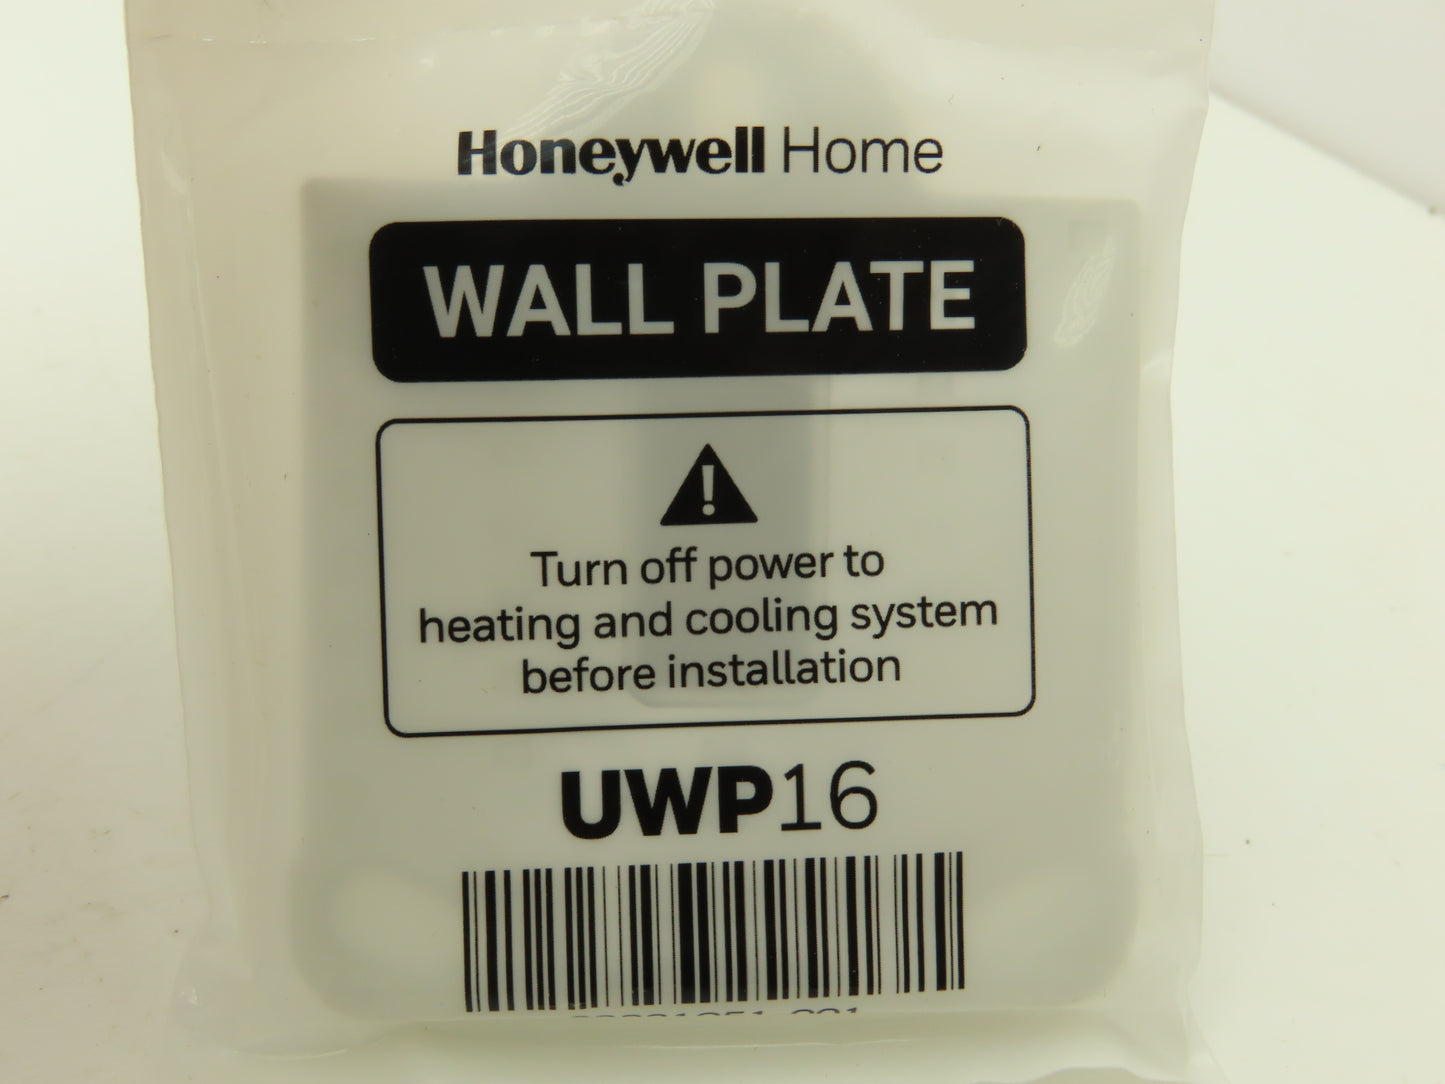 Honeywell Home
WALL PLATE
Turn off power to
heating and cooling system
before installation
UWP16